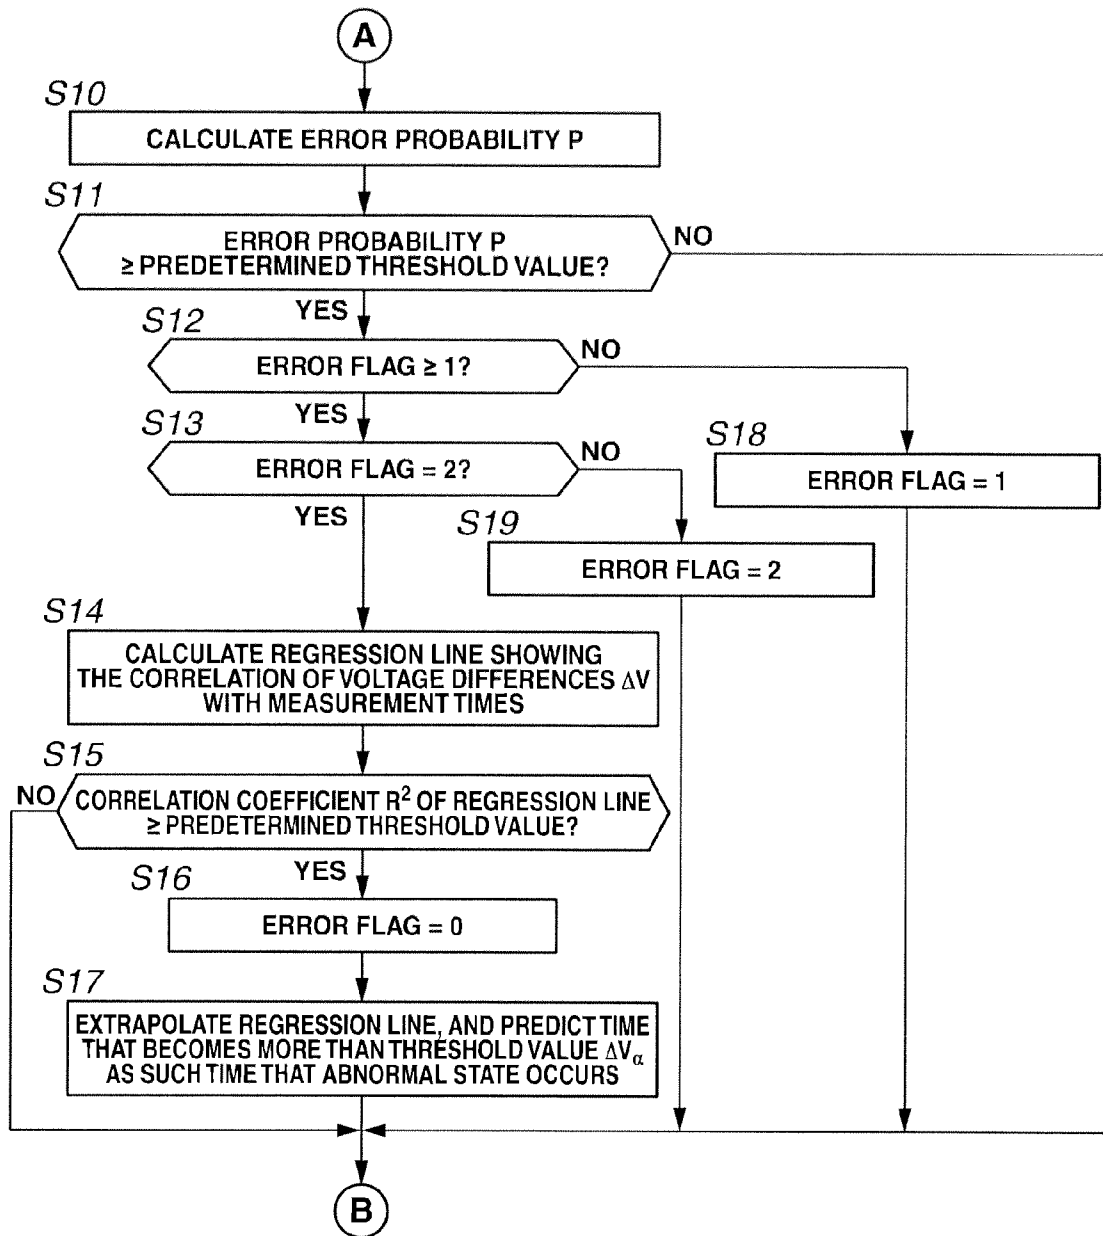 A
S10
CALCULATE ERROR PROBABILITY P
S11
ERROR PROBABILITY P
≥ PREDETERMINED THRESHOLD VALUE?
NO
YES
S12
ERROR FLAG ≥ 1?
NO
YES
S13
ERROR FLAG = 2?
NO
YES
S18
ERROR FLAG = 1
S19
ERROR FLAG = 2
S14
CALCULATE REGRESSION LINE SHOWING
THE CORRELATION OF VOLTAGE DIFFERENCES ΔV
WITH MEASUREMENT TIMES
S15
NO
CORRELATION COEFFICIENT R² OF REGRESSION LINE
≥ PREDETERMINED THRESHOLD VALUE?
YES
S16
ERROR FLAG = 0
S17
EXTRAPOLATE REGRESSION LINE, AND PREDICT TIME
THAT BECOMES MORE THAN THRESHOLD VALUE ΔVα
AS SUCH TIME THAT ABNORMAL STATE OCCURS
B